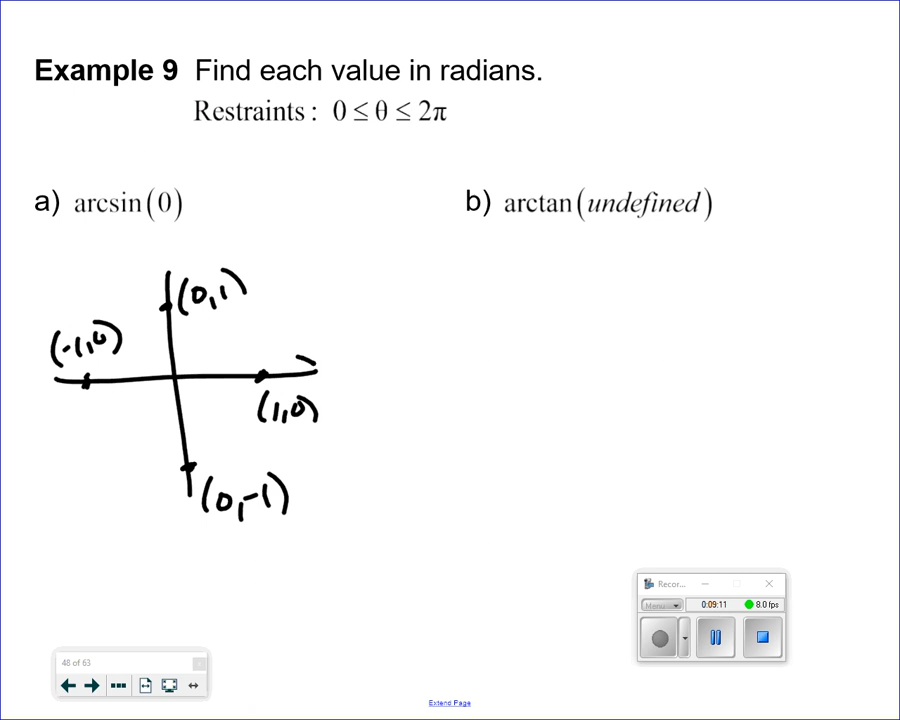 Example 9 Find each value in radians.
Restraints : 0 ≤ θ ≤ 2π
a) arcsin(0)
b) arctan(undefined)
(0,1)
(-1,0)
(1,0)
(0,-1)
Recor...
Menu
0:09:11
8.0 fps
48 of 63
Extend Page